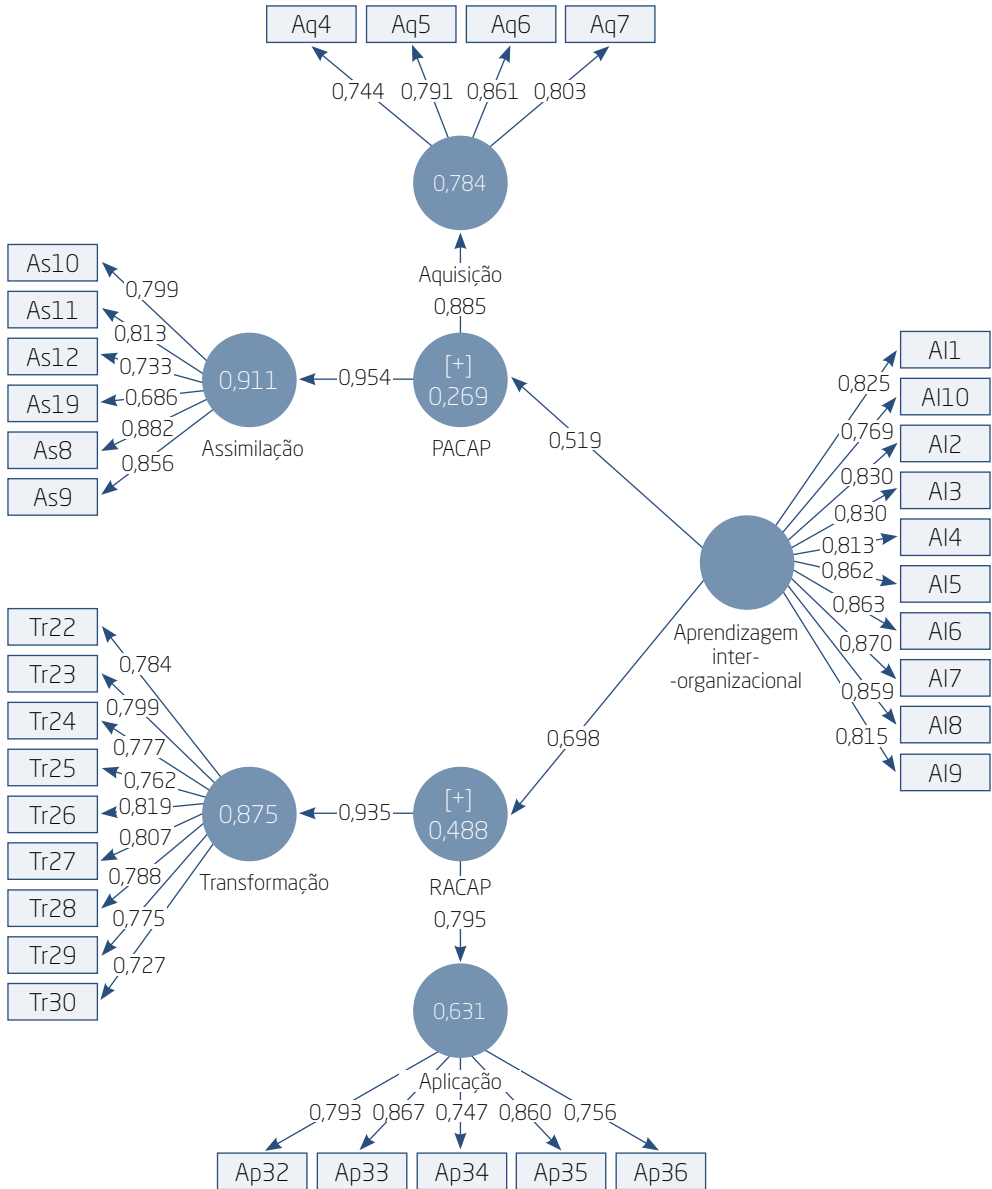 Aq4 Aq5 Aq6 Aq7
0,744 0,791 0,861 0,803
0,784
Aquisição
0,885
As10
As11
As12
As19
As8
As9
0,799
0,813
0,733
0,686
0,882
0,856
0,911
Assimilação
0,954
[+]
0,269
PACAP
0,519
AI1
AI10
AI2
AI3
AI4
AI5
AI6
AI7
AI8
AI9
0,825
0,769
0,830
0,830
0,813
0,862
0,863
0,870
0,859
0,815
Aprendizagem
inter-
-organizacional
0,698
Tr22
Tr23
Tr24
Tr25
Tr26
Tr27
Tr28
Tr29
Tr30
0,784
0,799
0,777
0,762
0,819
0,807
0,788
0,775
0,727
0,875
Transformação
0,935
[+]
0,488
RACAP
0,795
0,631
Aplicação
0,793 0,867 0,747 0,860 0,756
Ap32 Ap33 Ap34 Ap35 Ap36